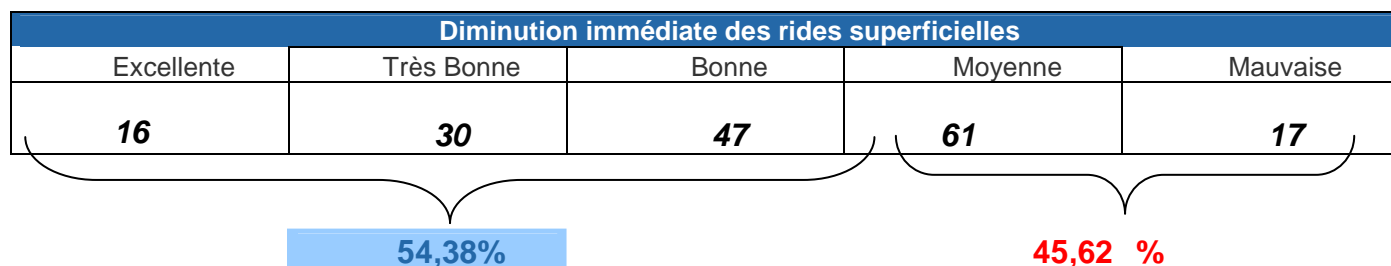 Diminution immédiate des rides superficielles
Excellente Très Bonne Bonne Moyenne Mauvaise
16 30 47 61 17
54,38% 45,62 %